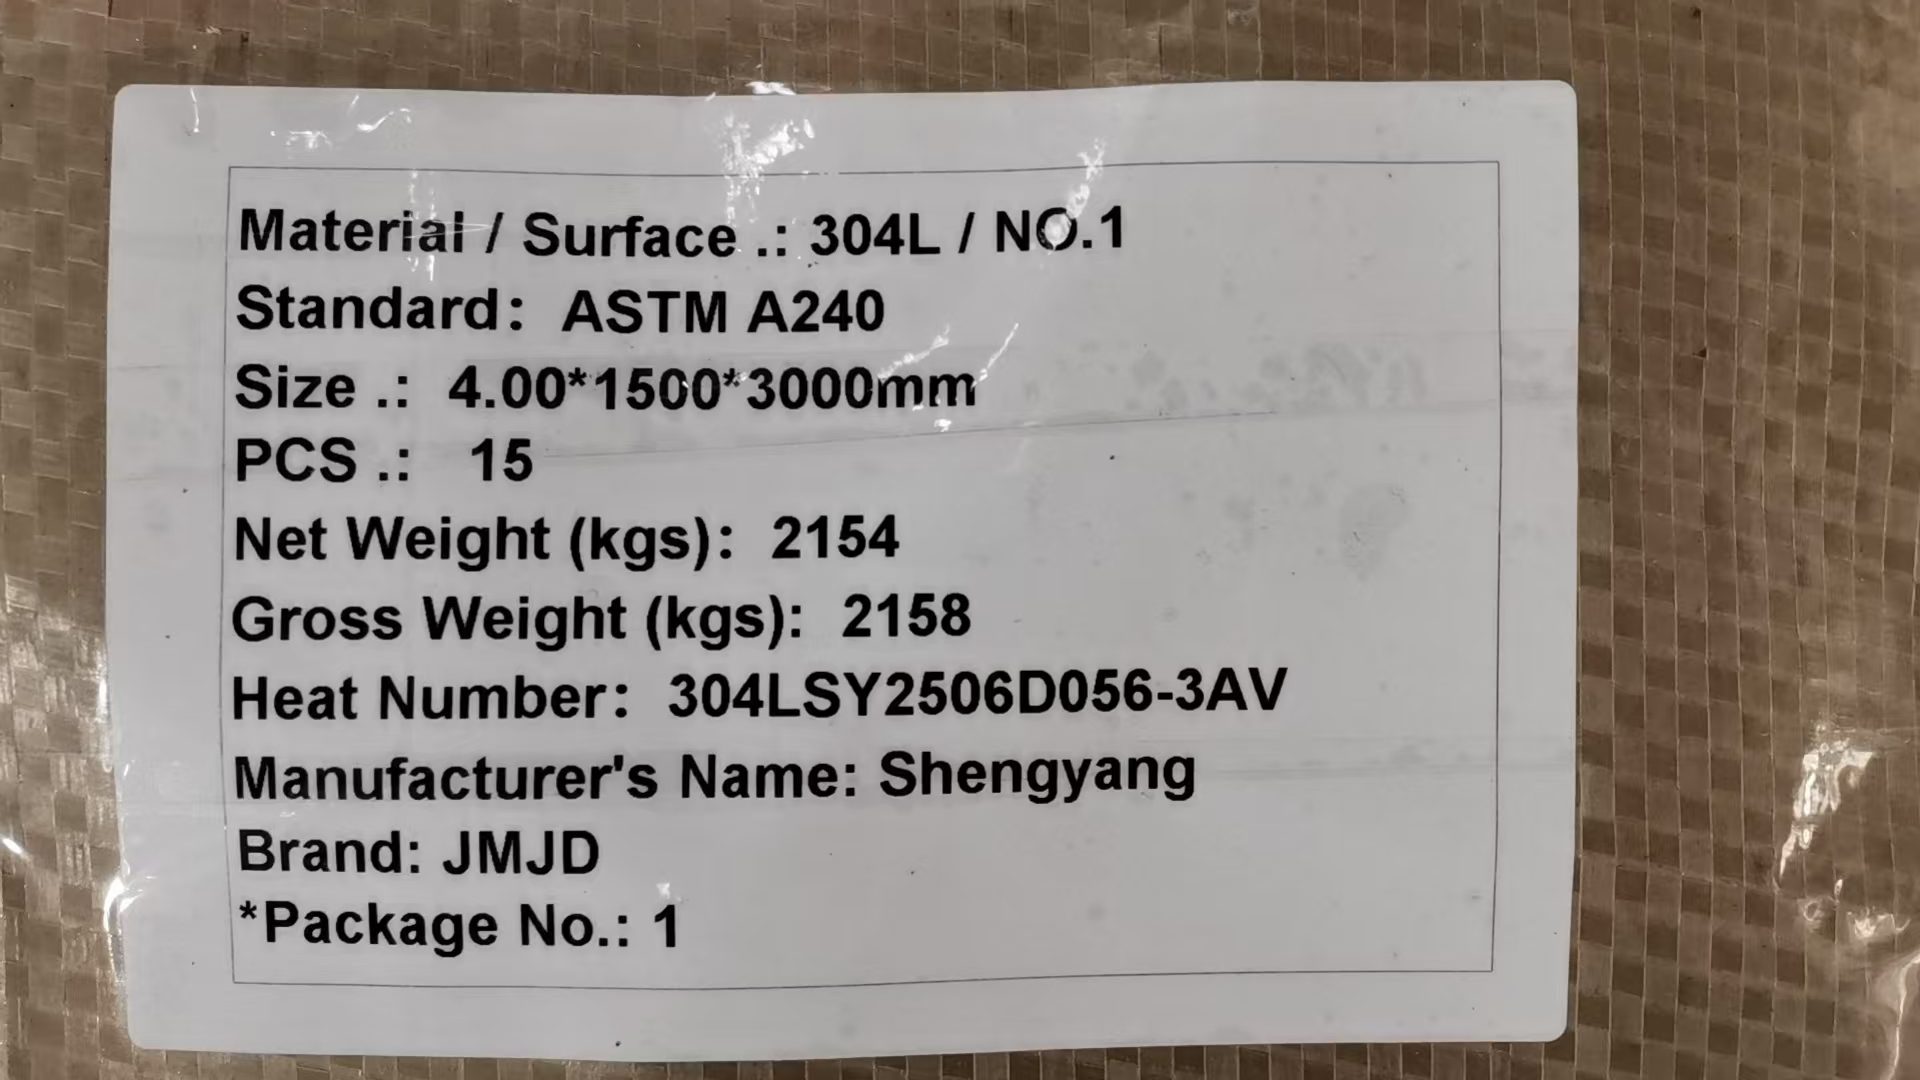 Material / Surface .: 304L / NO.1
Standard: ASTM A240
Size .: 4.00*1500*3000mm
PCS .: 15
Net Weight (kgs): 2154
Gross Weight (kgs): 2158
Heat Number: 304LSY2506D056-3AV
Manufacturer's Name: Shengyang
Brand: JMJD
*Package No.: 1